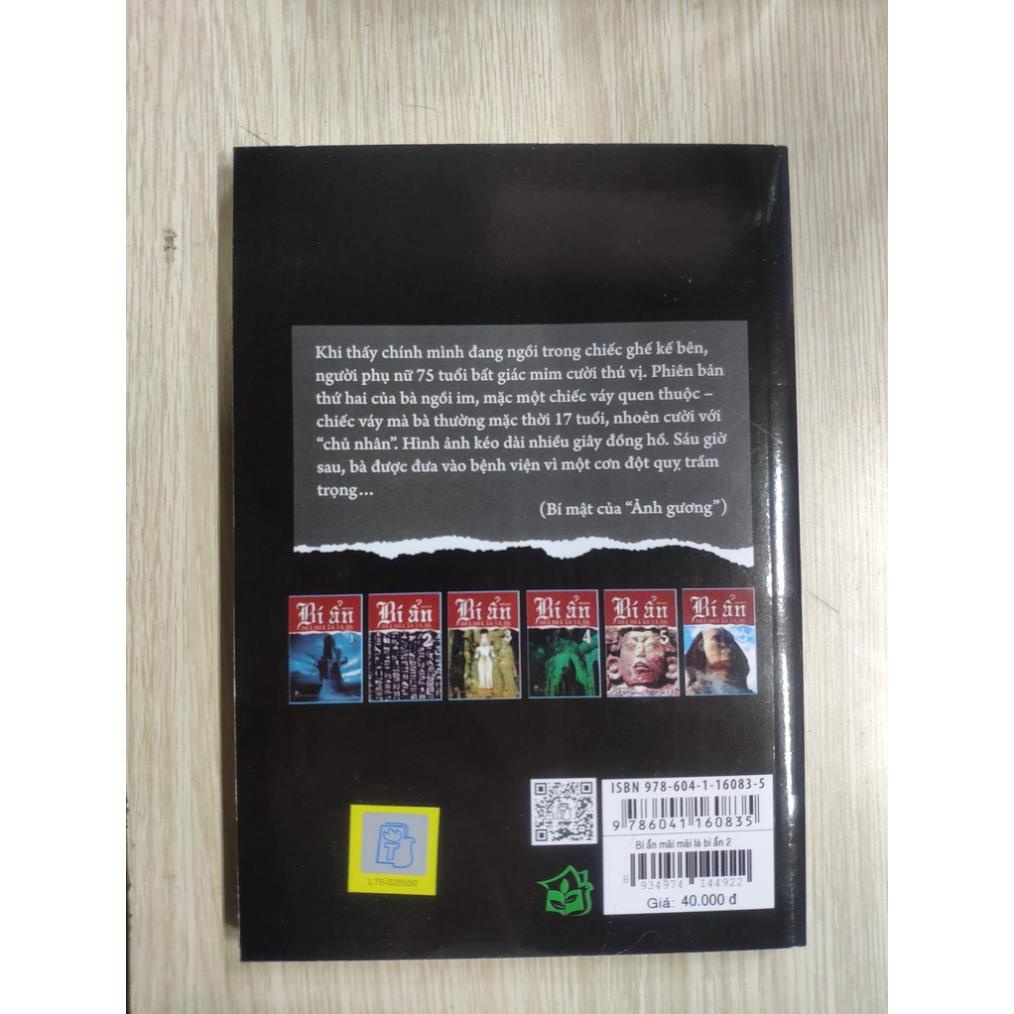 Khi thấy chính mình đang ngồi trong chiếc ghế kế bên,
người phụ nữ 75 tuổi bất giác mỉm cười thú vị. Phiên bản
thứ hai của bà ngồi im, mặc một chiếc váy quen thuộc –
chiếc váy mà bà thường mặc thời 17 tuổi, nhoẻn cười với
“chủ nhân”. Hình ảnh kéo dài nhiều giây đồng hồ. Sáu giờ
sau, bà được đưa vào bệnh viện vì một cơn đột quỵ trầm
trọng...
(Bí mật của “Ảnh gương”)
Bí ẩn
1
Bí ẩn
2
Bí ẩn
3
Bí ẩn
4
Bí ẩn
5
Bí ẩn
6
ISBN 978-604-1-16083-5
9 786041 160835
Bí ẩn mãi mãi là bí ẩn 2
8 934974 144922
Giá: 40.000 đ
T